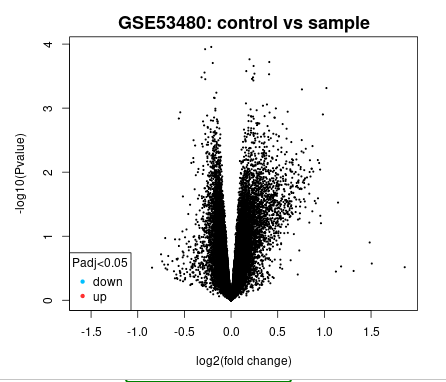 GSE53480: control vs sample
4
3
2
1
0
-log10(Pvalue)
Padj<0.05
down
up
-1.5 -1.0 -0.5 0.0 0.5 1.0 1.5
log2(fold change)